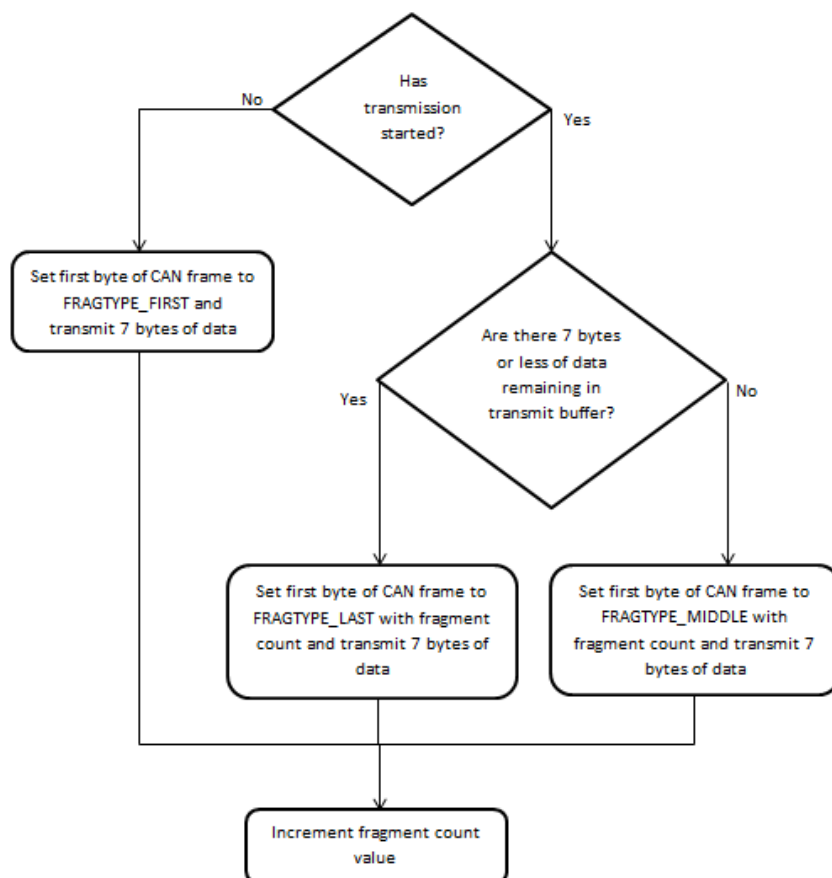 Has
transmission
started?
No
Yes
Set first byte of CAN frame to
FRAGTYPE_FIRST and
transmit 7 bytes of data
Are there 7 bytes
or less of data
remaining in
transmit buffer?
Yes
No
Set first byte of CAN frame to
FRAGTYPE_LAST with fragment
count and transmit 7 bytes of
data
Set first byte of CAN frame to
FRAGTYPE_MIDDLE with
fragment count and transmit 7
bytes of data
Increment fragment count
value